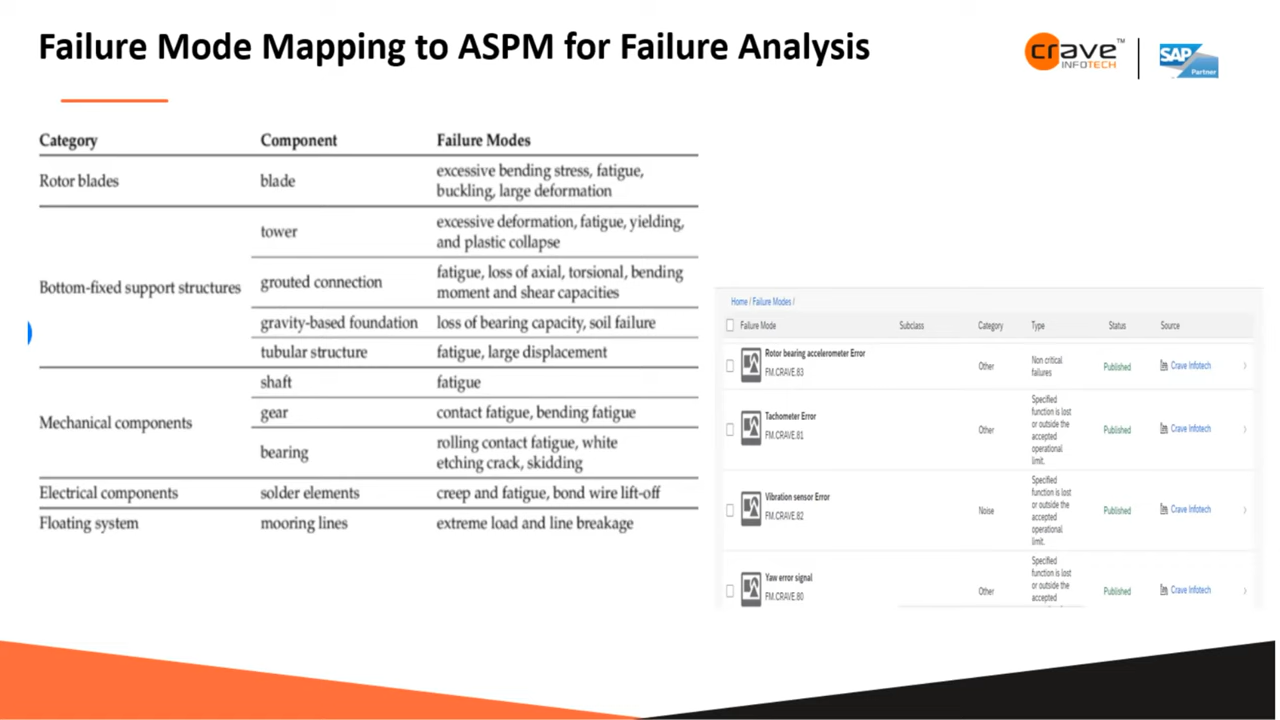 Failure Mode Mapping to ASPM for Failure Analysis
crave™
INFOTECH
SAP
Partner
Category Component Failure Modes
Rotor blades blade excessive bending stress, fatigue,
buckling, large deformation
Bottom-fixed support structures
tower excessive deformation, fatigue, yielding,
and plastic collapse
grouted connection fatigue, loss of axial, torsional, bending
moment and shear capacities
gravity-based foundation loss of bearing capacity, soil failure
tubular structure fatigue, large displacement
Mechanical components
shaft fatigue
gear contact fatigue, bending fatigue
bearing rolling contact fatigue, white
etching crack, skidding
Electrical components solder elements creep and fatigue, bond wire lift-off
Floating system mooring lines extreme load and line breakage
Home / Failure Modes /
Failure Mode Subclass Category Type Status Source
Rotor bearing accelerometer Error
FM.CRAVE.83
Other
Non critical
failures
Published
Crave Infotech
Tachometer Error
FM.CRAVE.81
Other
Specified
function is lost
or outside the
accepted
operational
limit.
Published
Crave Infotech
Vibration sensor Error
FM.CRAVE.82
Noise
Specified
function is lost
or outside the
accepted
operational
limit.
Published
Crave Infotech
Yaw error signal
FM.CRAVE.80
Other
Specified
function is lost
or outside the
accepted
Published
Crave Infotech